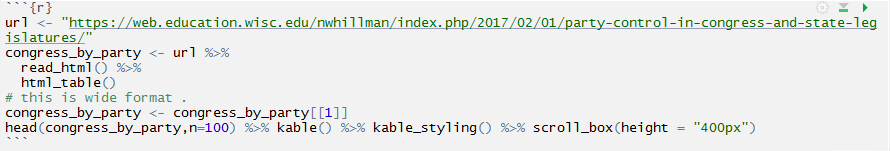 ```{r}
url <- "https://web.education.wisc.edu/nwhillman/index.php/2017/02/01/party-control-in-congress-and-state-leg
islatures/"
congress_by_party <- url %>%
  read_html() %>%
  html_table()
# this is wide format .
congress_by_party <- congress_by_party[[1]]
head(congress_by_party,n=100) %>% kable() %>% kable_styling() %>% scroll_box(height = "400px")
```